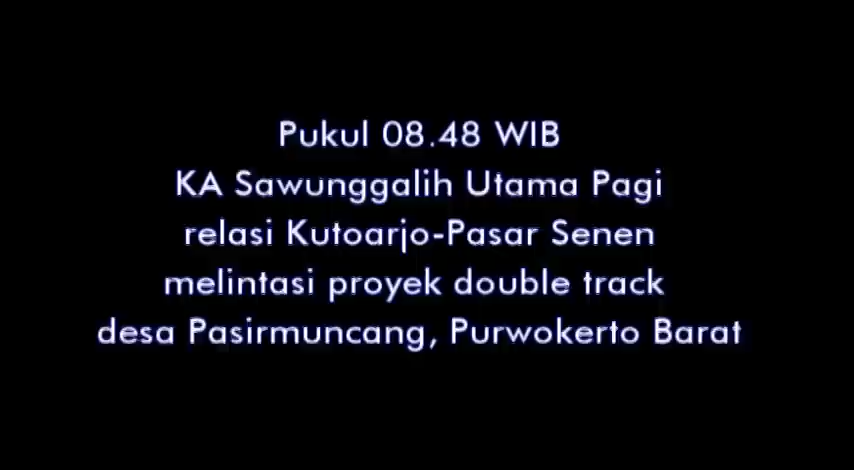 Pukul 08.48 WIB
KA Sawunggalih Utama Pagi
relasi Kutoarjo-Pasar Senen
melintasi proyek double track
desa Pasirmuncang, Purwokerto Barat